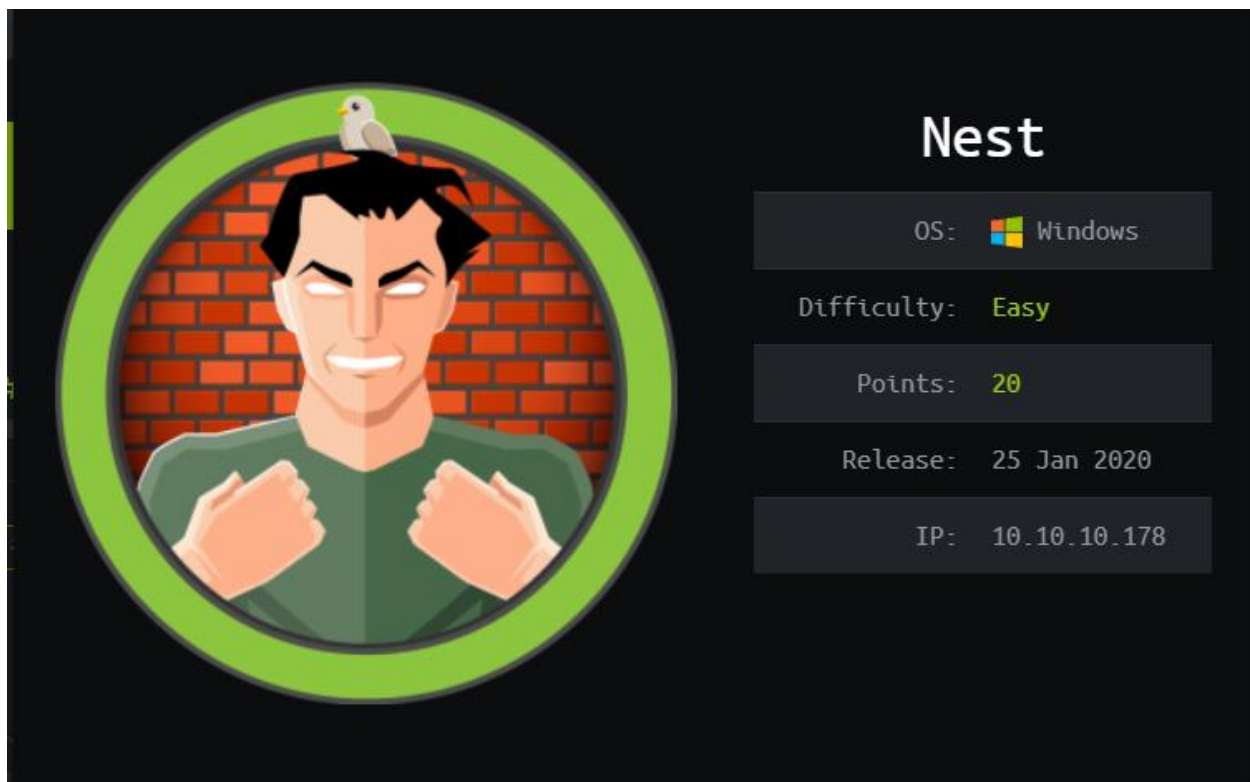 Nest
OS: Windows
Difficulty: Easy
Points: 20
Release: 25 Jan 2020
IP: 10.10.10.178